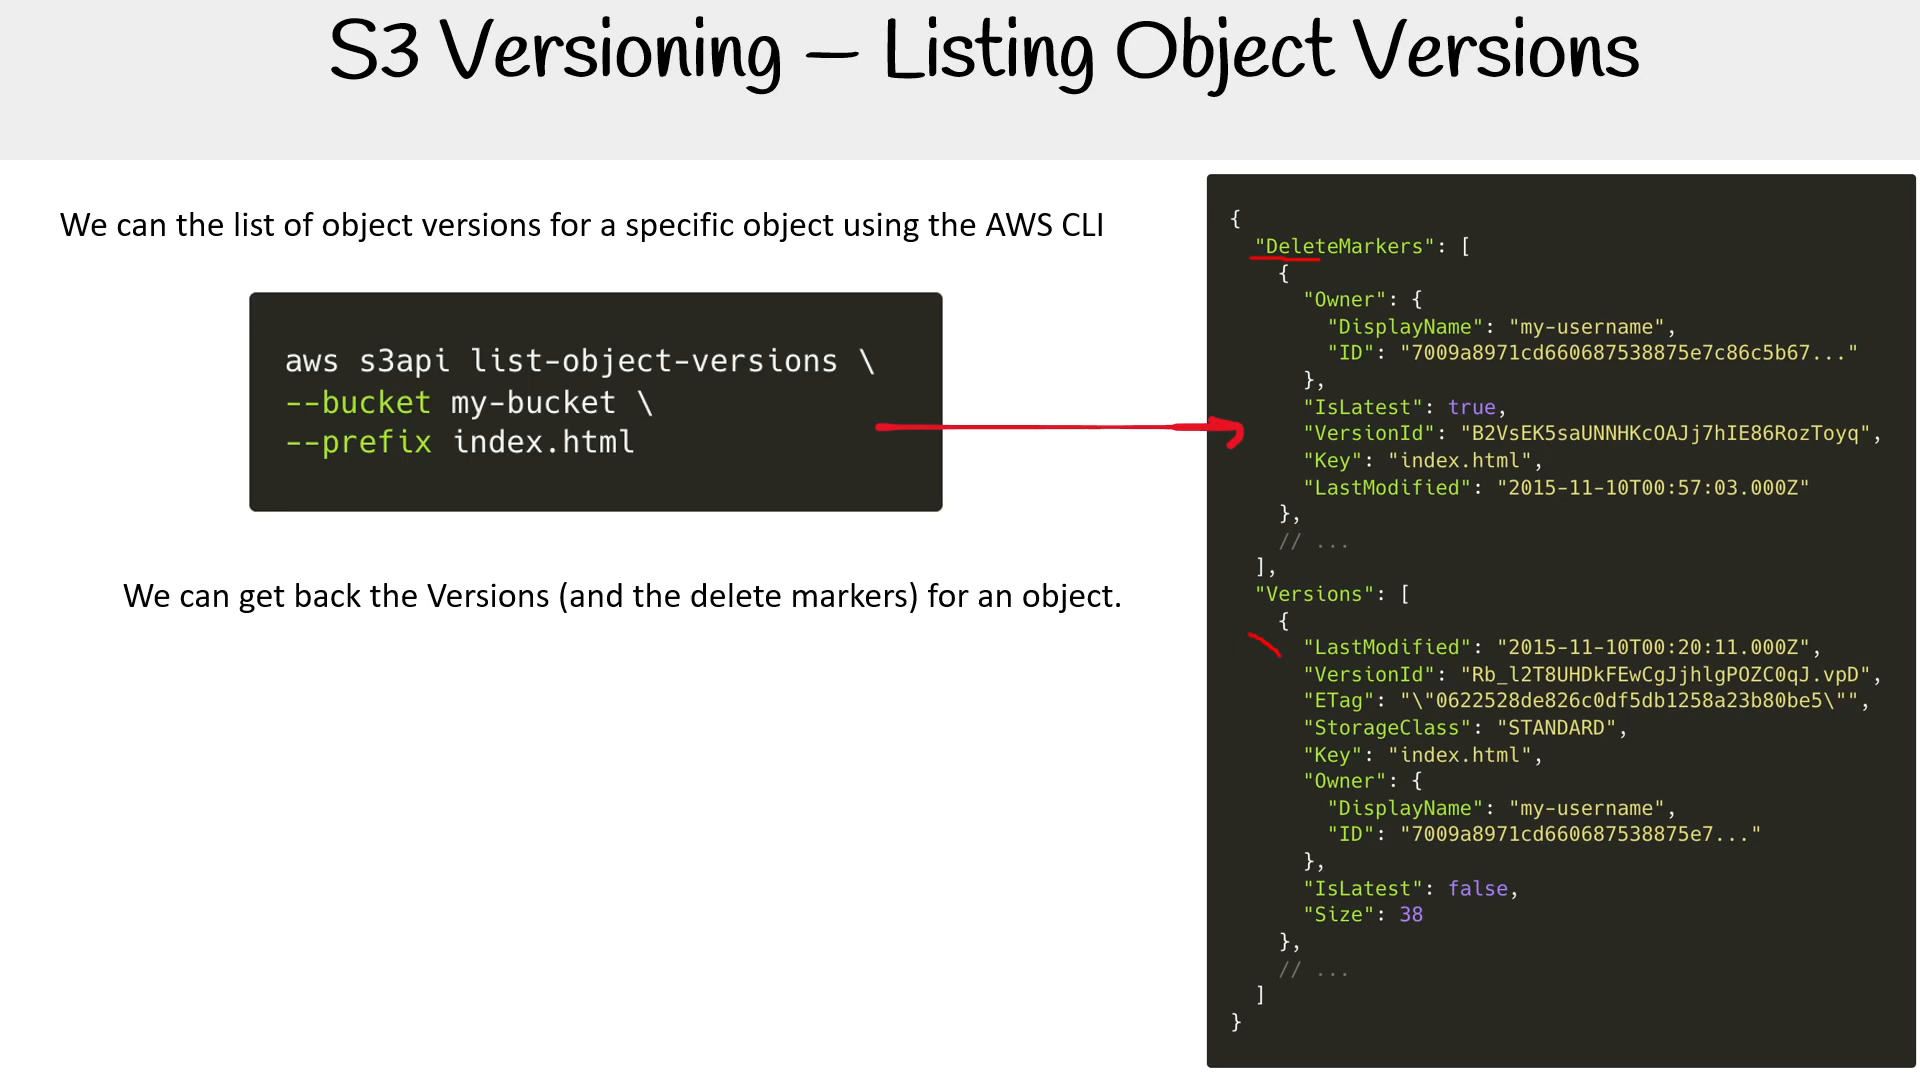 S3 Versioning – Listing Object Versions
We can the list of object versions for a specific object using the AWS CLI
aws s3api list-object-versions \
--bucket my-bucket \
--prefix index.html
We can get back the Versions (and the delete markers) for an object.
{
"DeleteMarkers": [
{
"Owner": {
"DisplayName": "my-username",
"ID": "7009a8971cd660687538875e7c86c5b67..."
},
"IsLatest": true,
"VersionId": "B2VsEK5saUNNHKcOAJj7hIE86RozToyq",
"Key": "index.html",
"LastModified": "2015-11-10T00:57:03.000Z"
},
// ...
],
"Versions": [
{
"LastModified": "2015-11-10T00:20:11.000Z",
"VersionId": "Rb_l2T8UHDkFEwCgJjhlgPOZC0qJ.vpD",
"ETag": "\"0622528de826c0df5db1258a23b80be5\"",
"StorageClass": "STANDARD",
"Key": "index.html",
"Owner": {
"DisplayName": "my-username",
"ID": "7009a8971cd660687538875e7..."
},
"IsLatest": false,
"Size": 38
},
// ...
]
}